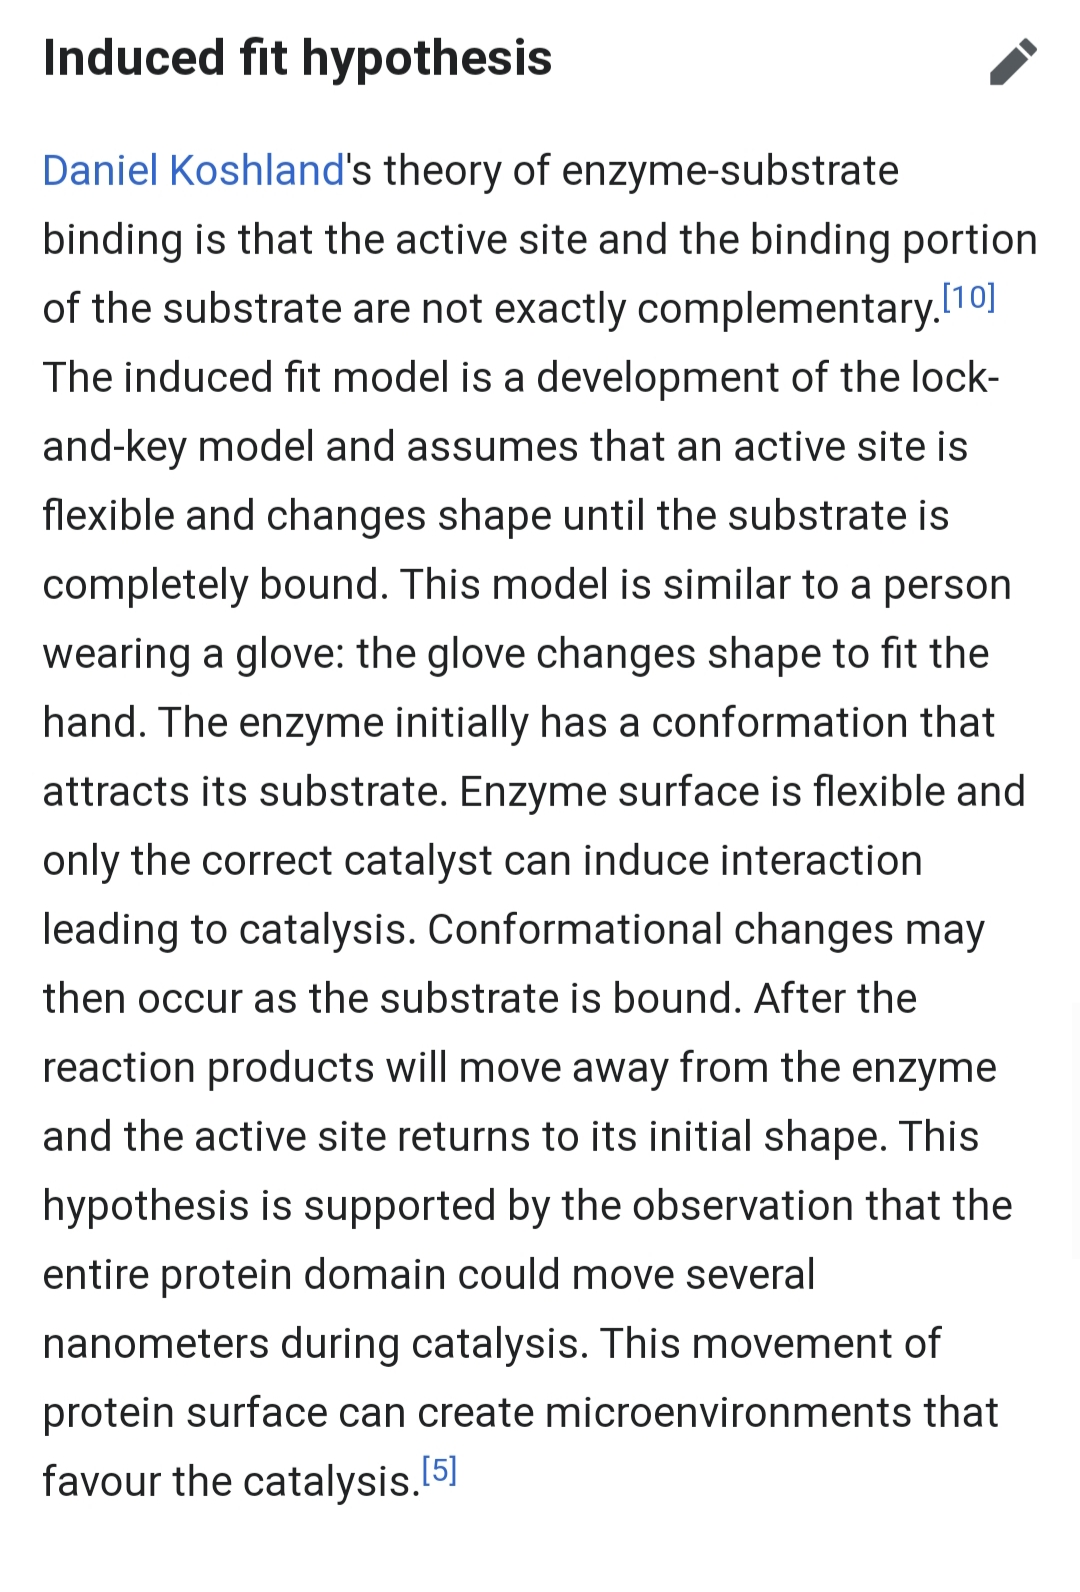 Induced fit hypothesis
Daniel Koshland's theory of enzyme-substrate
binding is that the active site and the binding portion
of the substrate are not exactly complementary.[10]
The induced fit model is a development of the lock-
and-key model and assumes that an active site is
flexible and changes shape until the substrate is
completely bound. This model is similar to a person
wearing a glove: the glove changes shape to fit the
hand. The enzyme initially has a conformation that
attracts its substrate. Enzyme surface is flexible and
only the correct catalyst can induce interaction
leading to catalysis. Conformational changes may
then occur as the substrate is bound. After the
reaction products will move away from the enzyme
and the active site returns to its initial shape. This
hypothesis is supported by the observation that the
entire protein domain could move several
nanometers during catalysis. This movement of
protein surface can create microenvironments that
favour the catalysis.[5]